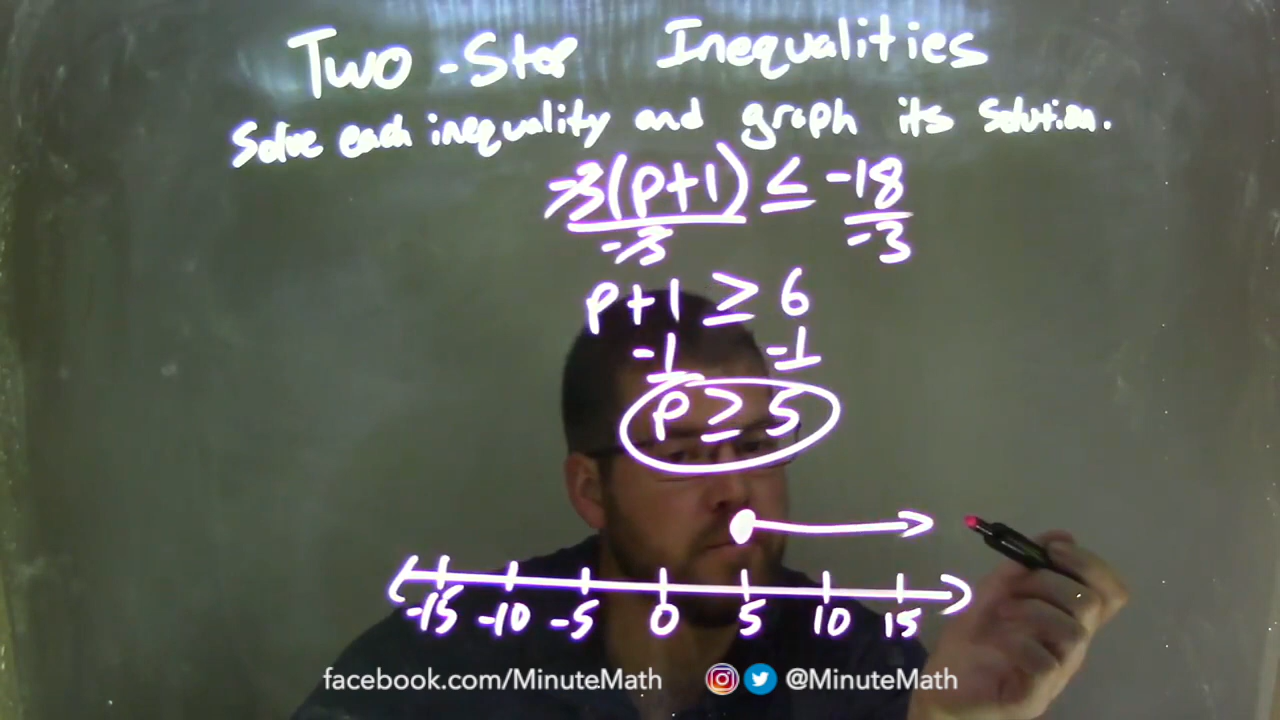 Two-Step Inequalities
Solve each inequality and graph its solution.
-3(p+1) ≤ -18
-3 -3
p+1 ≥ 6
-1 -1
p ≥ 5
-15 -10 -5 0 5 10 15
facebook.com/MinuteMath @MinuteMath